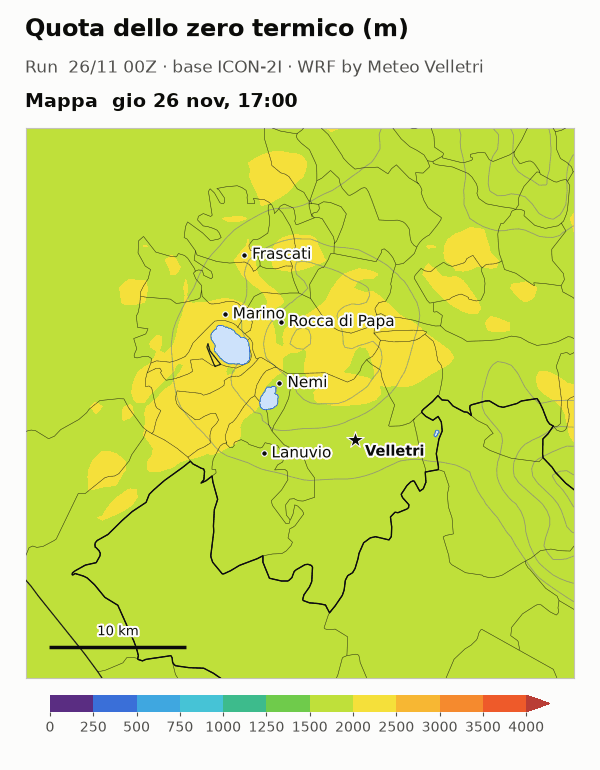 Quota dello zero termico (m)
Run  26/11 00Z · base ICON-2I · WRF by Meteo Velletri
Mappa  gio 26 nov, 17:00
Frascati
Marino
Rocca di Papa
Nemi
Velletri
Lanuvio
10 km
0 250 500 750 1000 1250 1500 2000 2500 3000 3500 4000